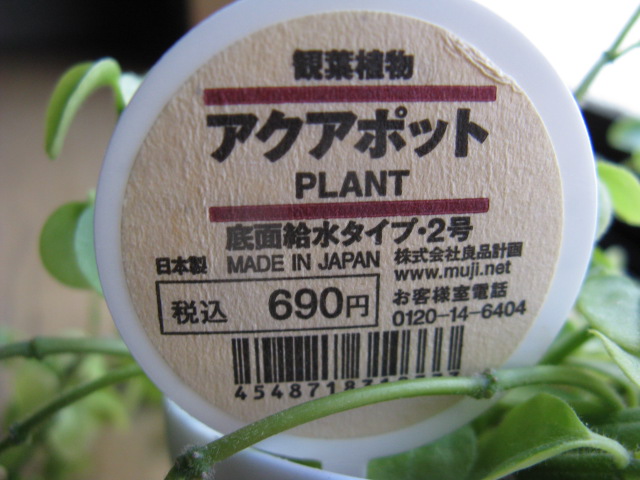 観葉植物
アクアポット
PLANT
底面給水タイプ・2号
日本製 MADE IN JAPAN
株式会社良品計画
www.muji.net
税込 690円
お客様室電話
0120-14-6404